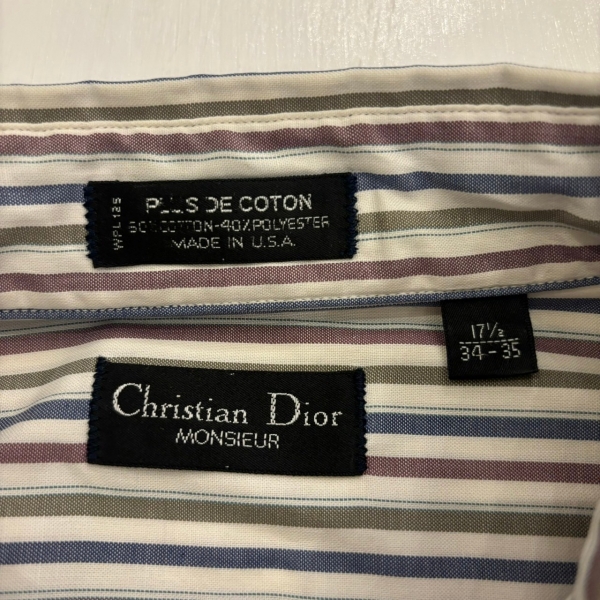 WPL 125
PLUS DE COTON
60% COTTON-40% POLYESTER
MADE IN U.S.A.
17½
34-35
Christian Dior
MONSIEUR